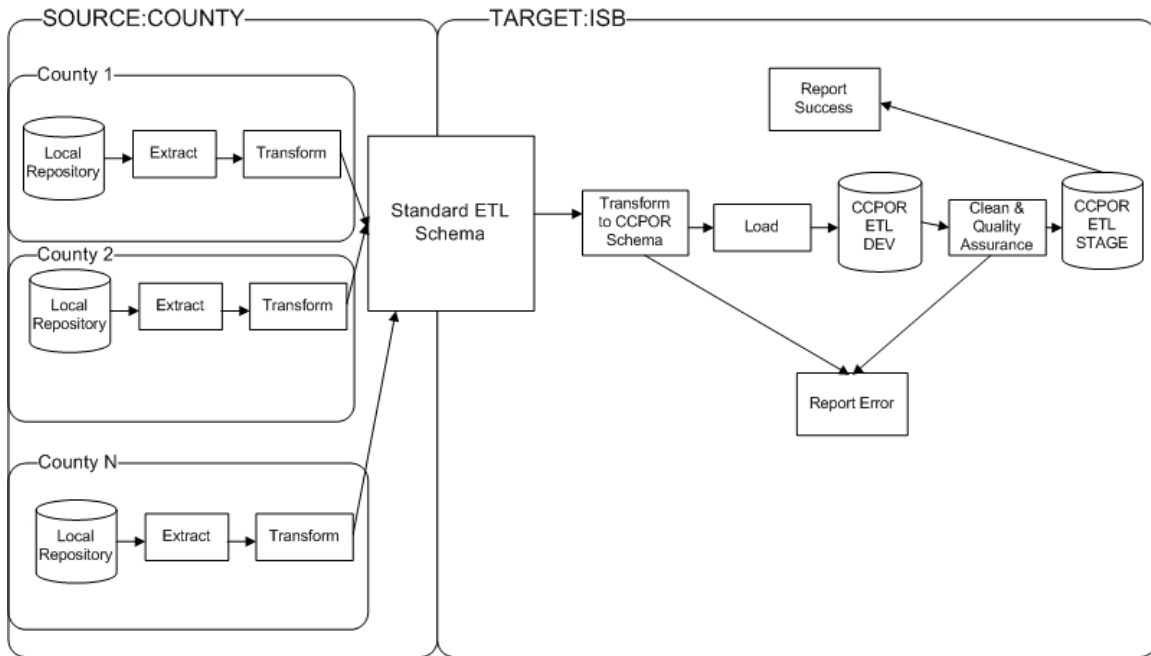 SOURCE:COUNTY
TARGET:ISB
County 1
Local
Repository
Extract
Transform
County 2
Local
Repository
Extract
Transform
County N
Local
Repository
Extract
Transform
Standard ETL
Schema
Transform
to CCPOR
Schema
Load
CCPOR
ETL
DEV
Clean &
Quality
Assurance
CCPOR
ETL
STAGE
Report
Success
Report Error